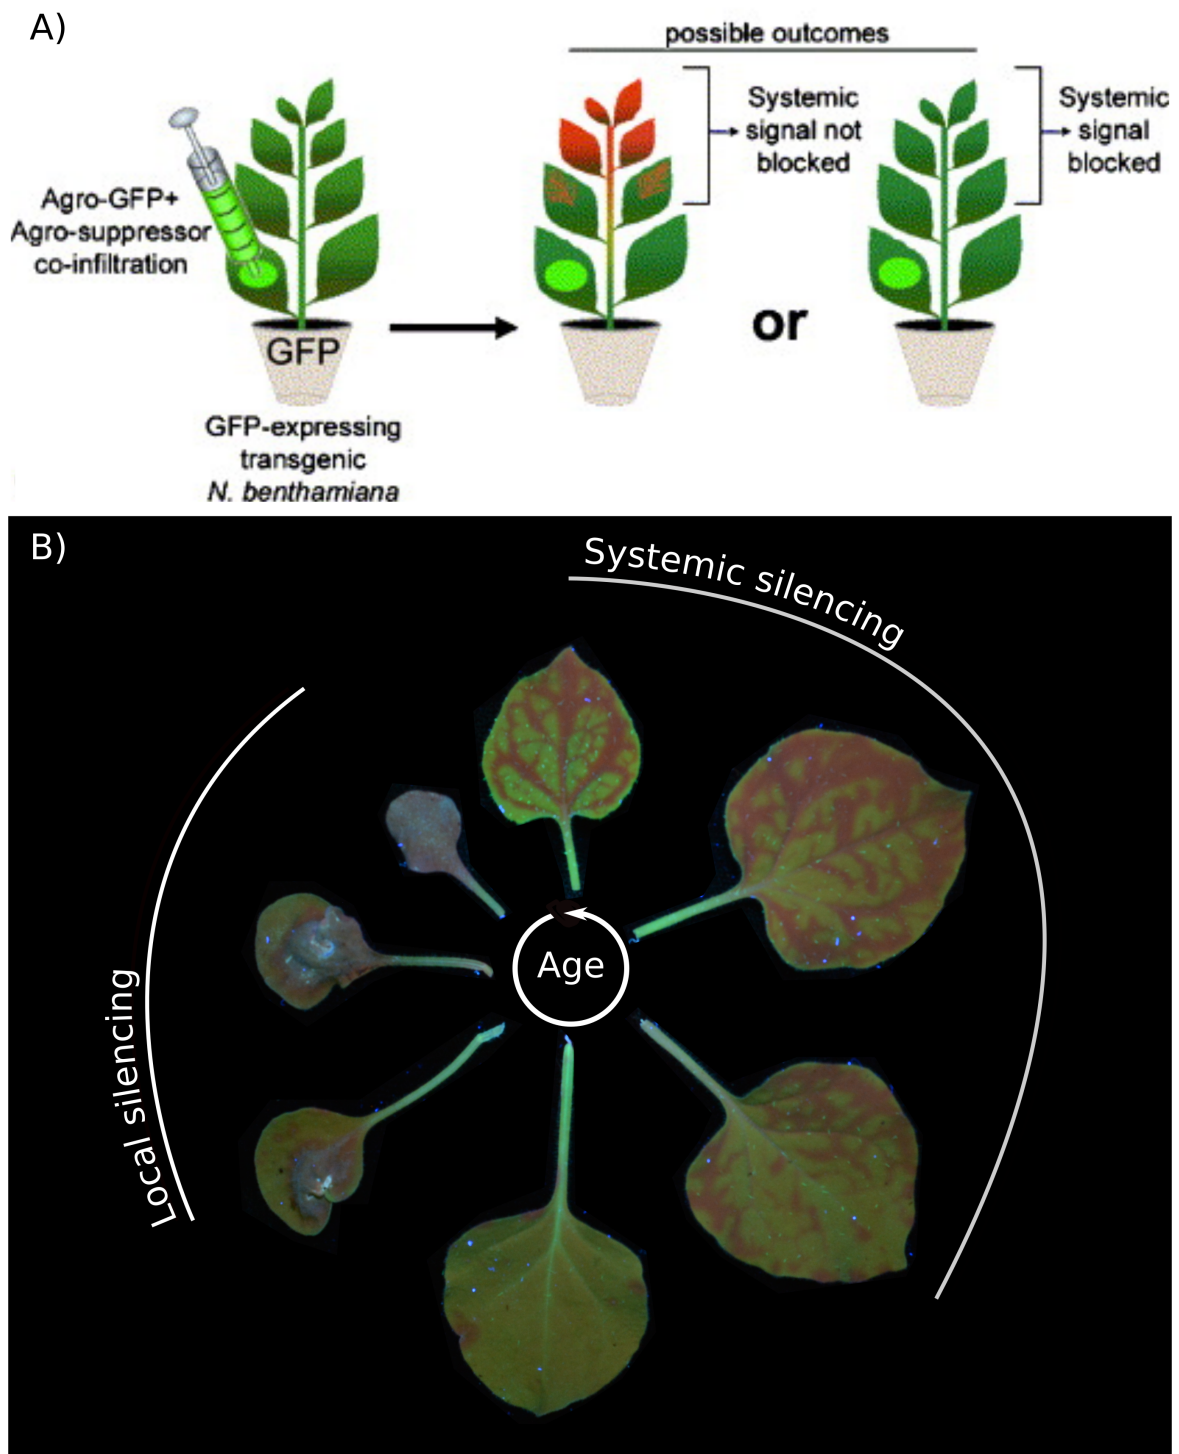 A)
possible outcomes
Agro-GFP+
Agro-suppressor
co-infiltration
GFP
GFP-expressing
transgenic
N. benthamiana
Systemic
signal not
blocked
or
Systemic
signal
blocked
B)
Systemic silencing
Local silencing
Age